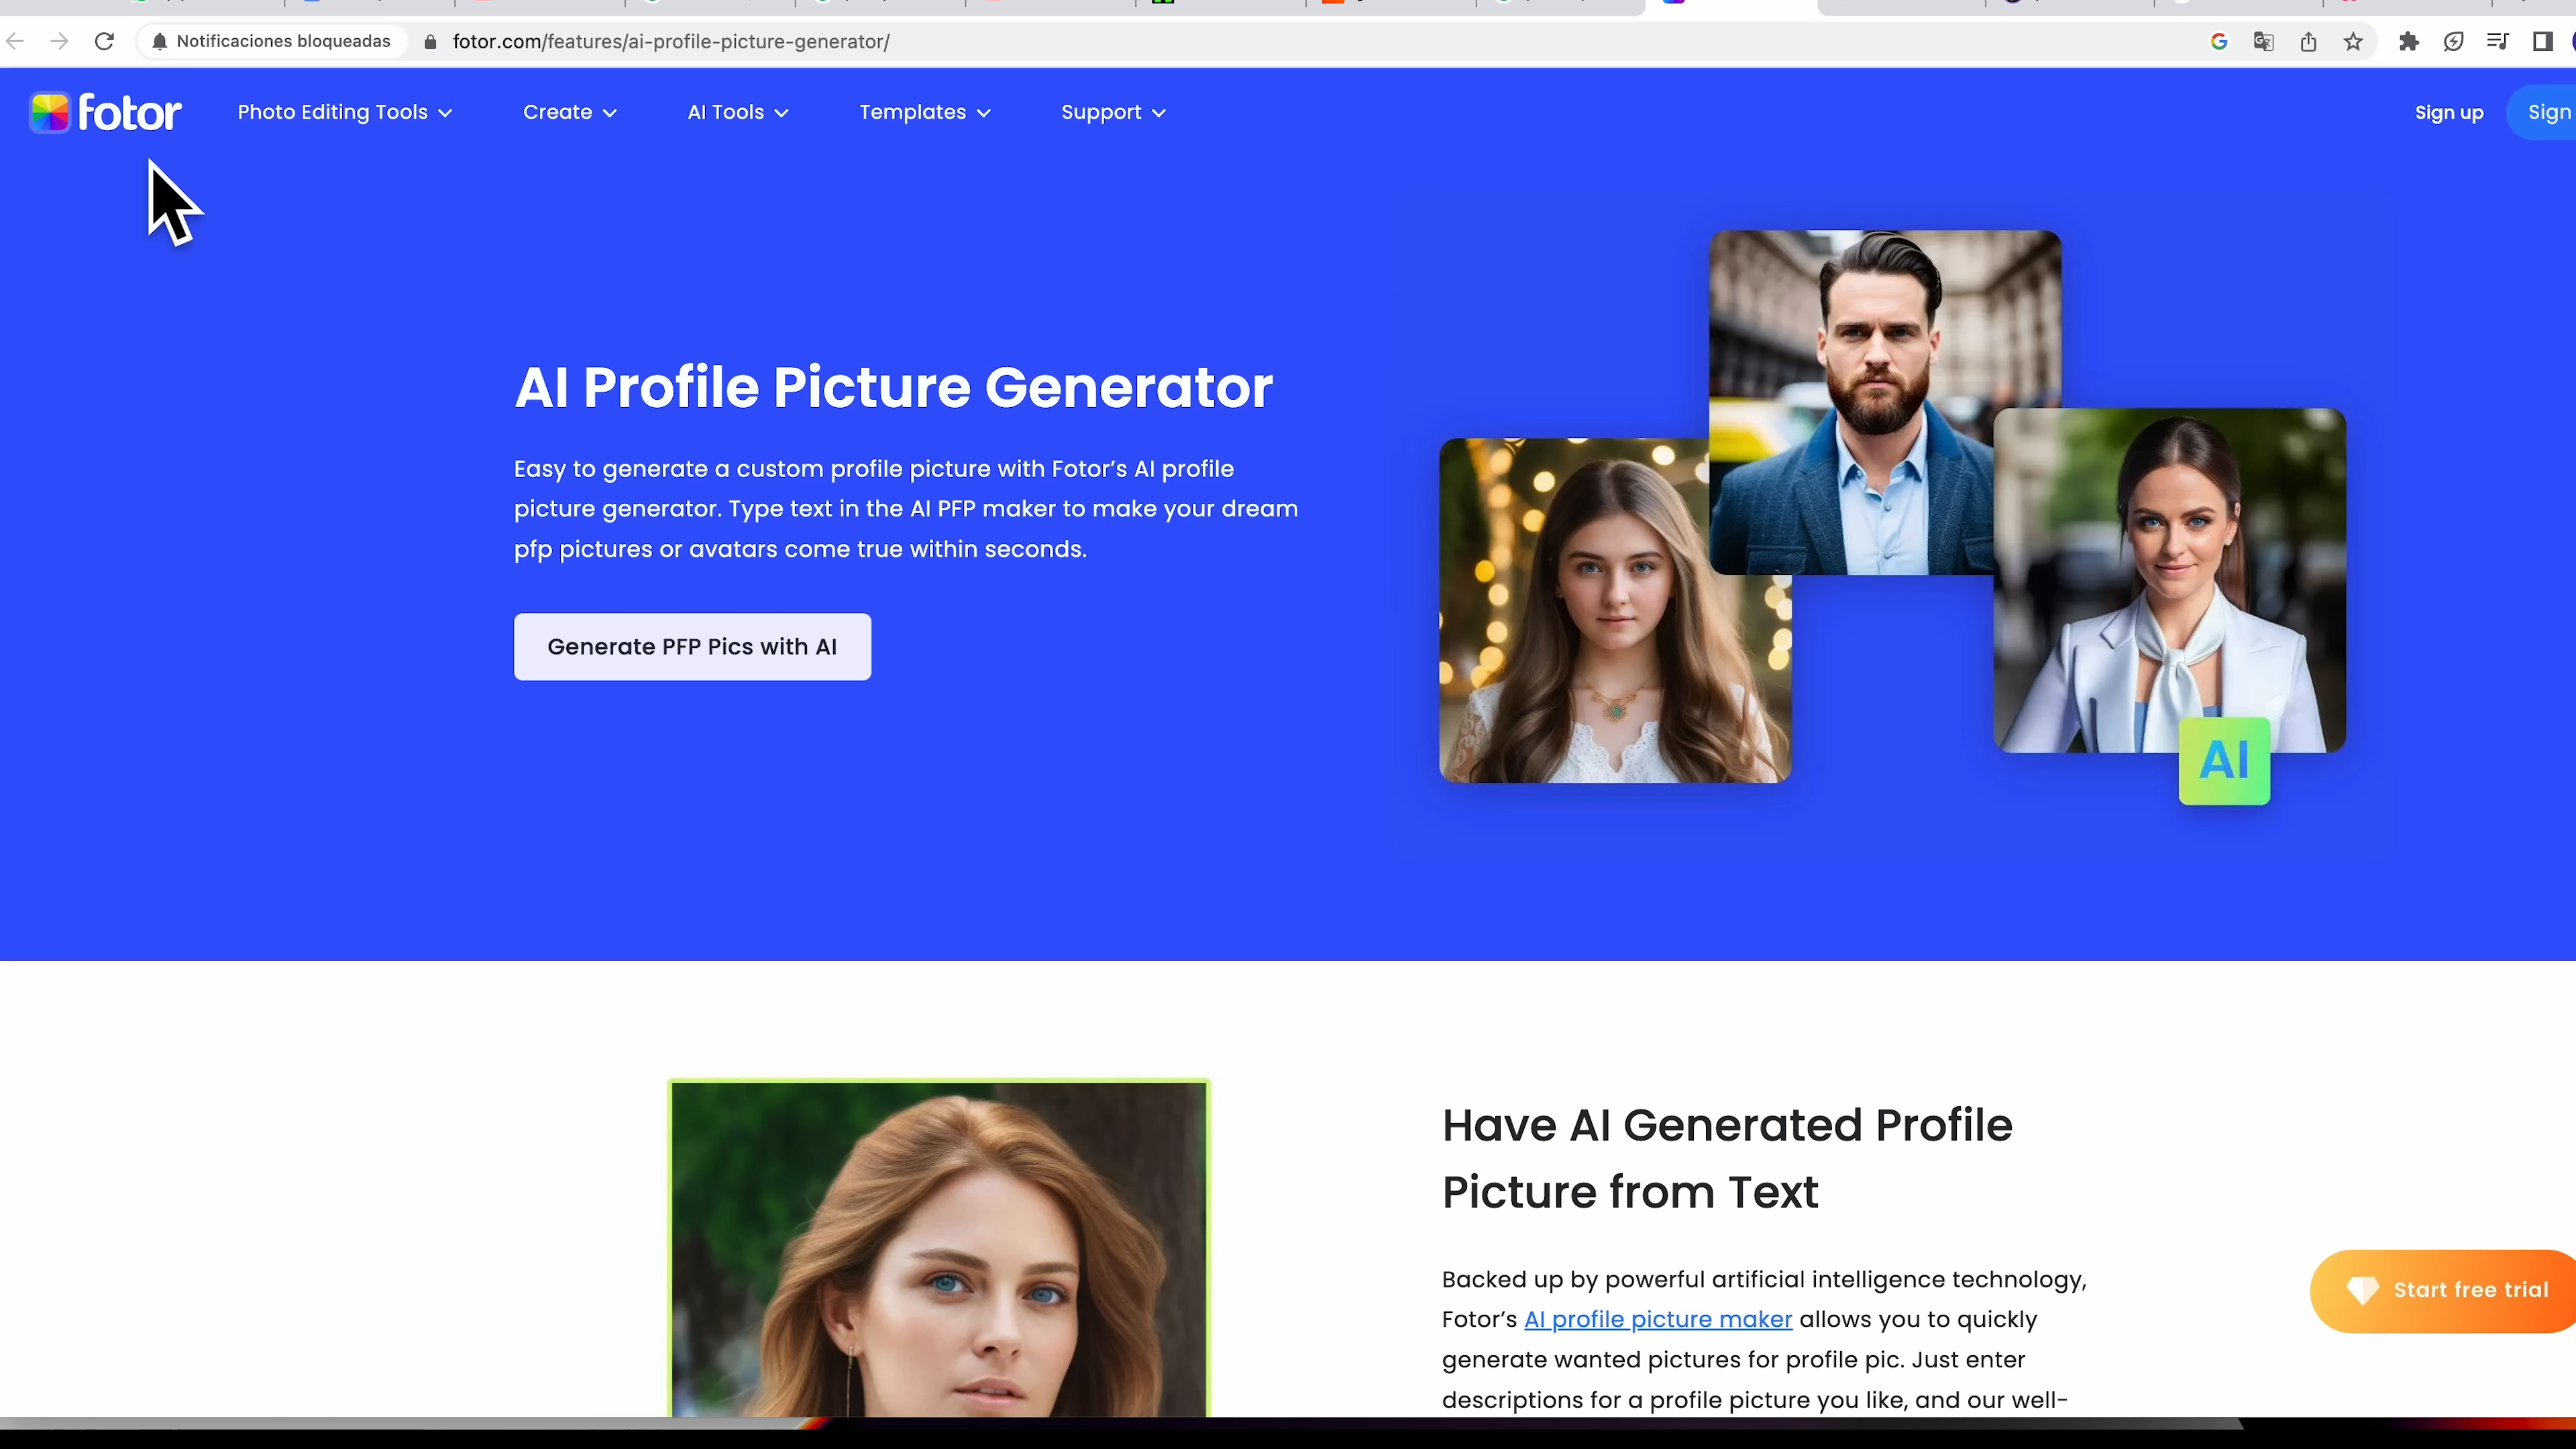 Notificaciones bloqueadas
fotor.com/features/ai-profile-picture-generator/
fotor
Photo Editing Tools
Create
AI Tools
Templates
Support
Sign up
Sign
AI Profile Picture Generator
Easy to generate a custom profile picture with Fotor's AI profile
picture generator. Type text in the AI PFP maker to make your dream
pfp pictures or avatars come true within seconds.
Generate PFP Pics with AI
AI
Have AI Generated Profile
Picture from Text
Backed up by powerful artificial intelligence technology,
Fotor's AI profile picture maker allows you to quickly
generate wanted pictures for profile pic. Just enter
descriptions for a profile picture you like, and our well-
Start free trial